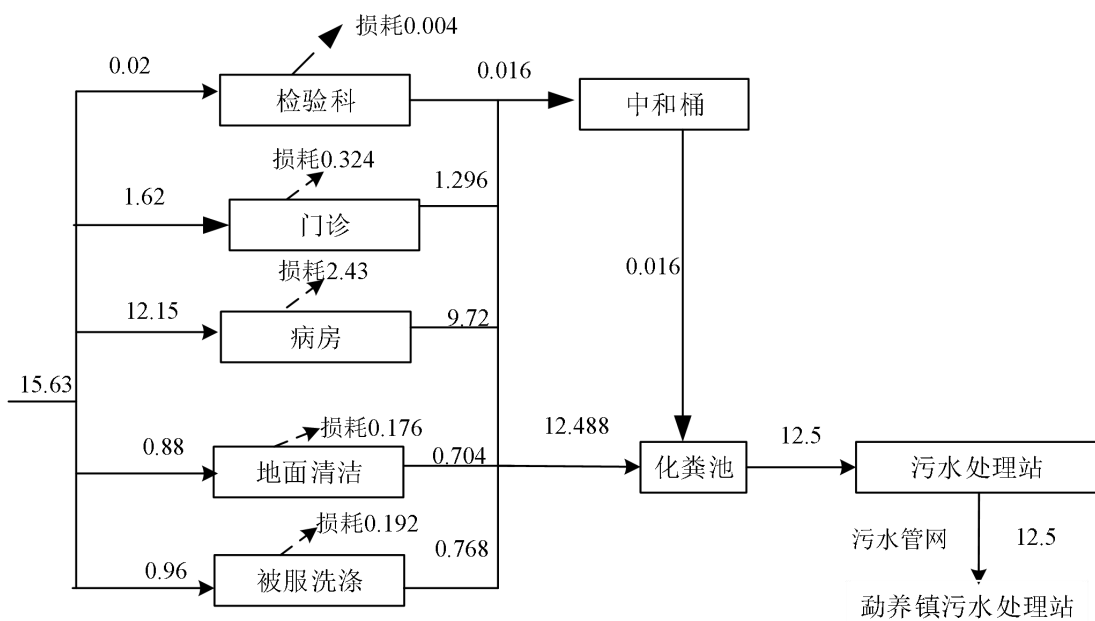 损耗0.004
0.02
检验科
0.016
中和桶
损耗0.324
1.62
门诊
1.296
损耗2.43
12.15
病房
9.72
0.016
15.63
损耗0.176
0.88
地面清洁
0.704
12.488
化粪池
12.5
污水处理站
损耗0.192
0.96
被服洗涤
0.768
污水管网
12.5
勐养镇污水处理站